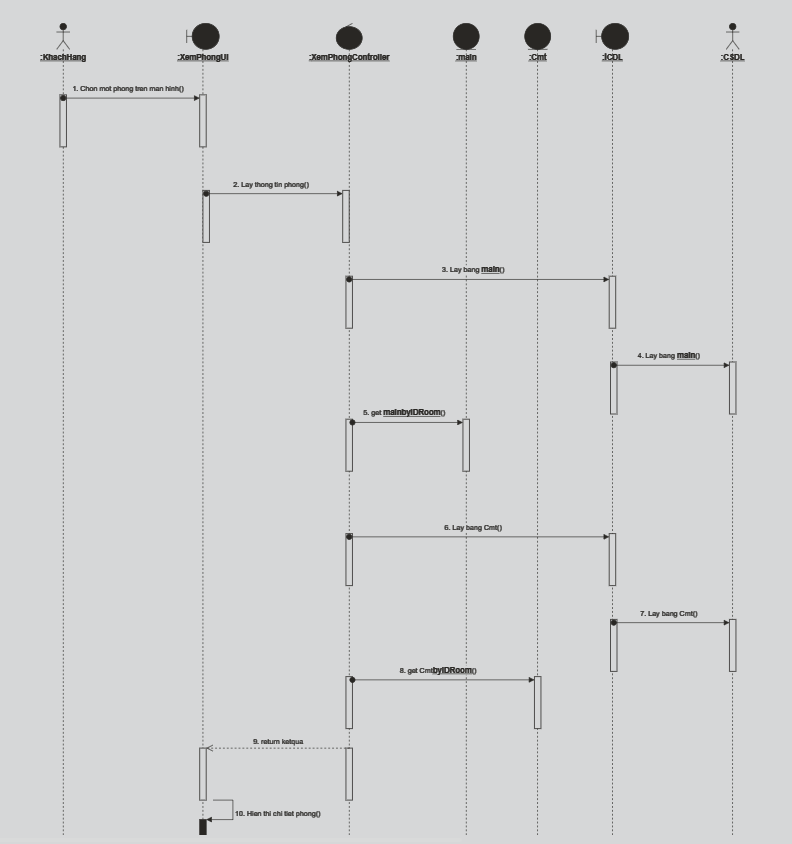 :KhachHang
:XemPhongUI
:XemPhongController
:main
:Cmt
:ICDL
:CSDL
1. Chon mot phong tren man hinh()
2. Lay thong tin phong()
3. Lay bang main()
4. Lay bang main()
5. get mainbyIDRoom()
6. Lay bang Cmt()
7. Lay bang Cmt()
8. get CmtbyIDRoom()
9. return ketqua
10. Hien thi chi tiet phong()